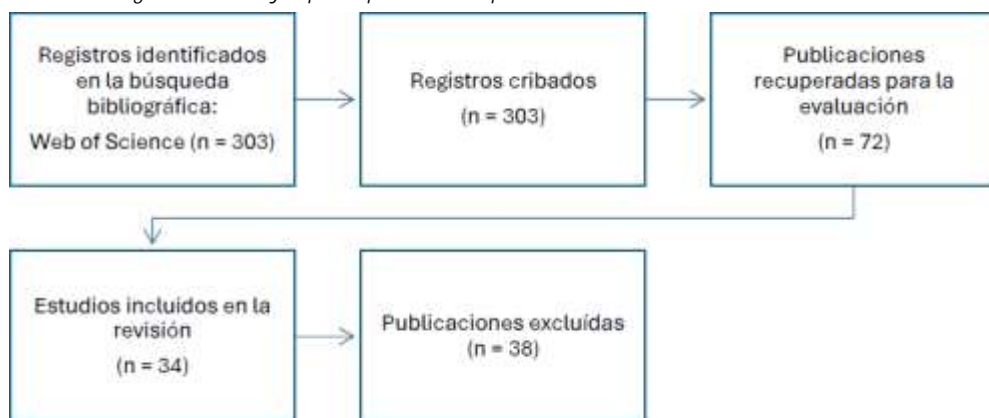 Registros identificados
en la búsqueda
bibliográfica:
Web of Science (n = 303)
Registros cribados
(n = 303)
Publicaciones
recuperadas para la
evaluación
(n = 72)
Estudios incluidos en la
revisión
(n = 34)
Publicaciones excluídas
(n = 38)